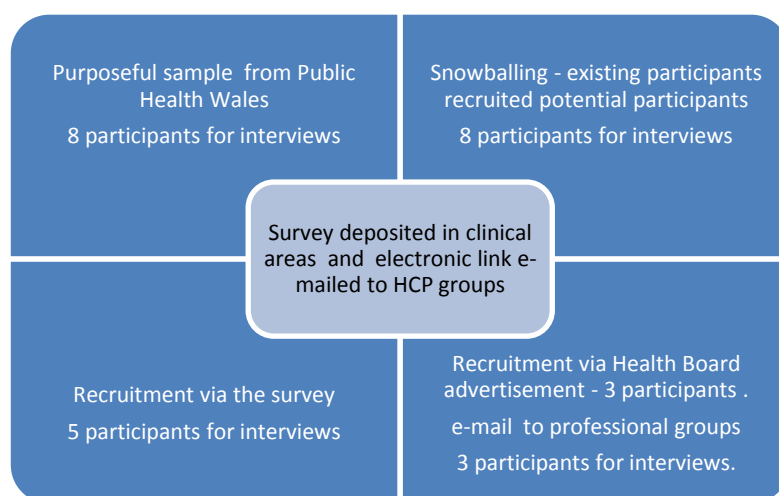 Purposeful sample from Public
Health Wales
8 participants for interviews
Snowballing - existing participants
recruited potential participants
8 participants for interviews
Survey deposited in clinical
areas and electronic link e-
mailed to HCP groups
Recruitment via the survey
5 participants for interviews
Recruitment via Health Board
advertisement - 3 participants .
e-mail to professional groups
3 participants for interviews.